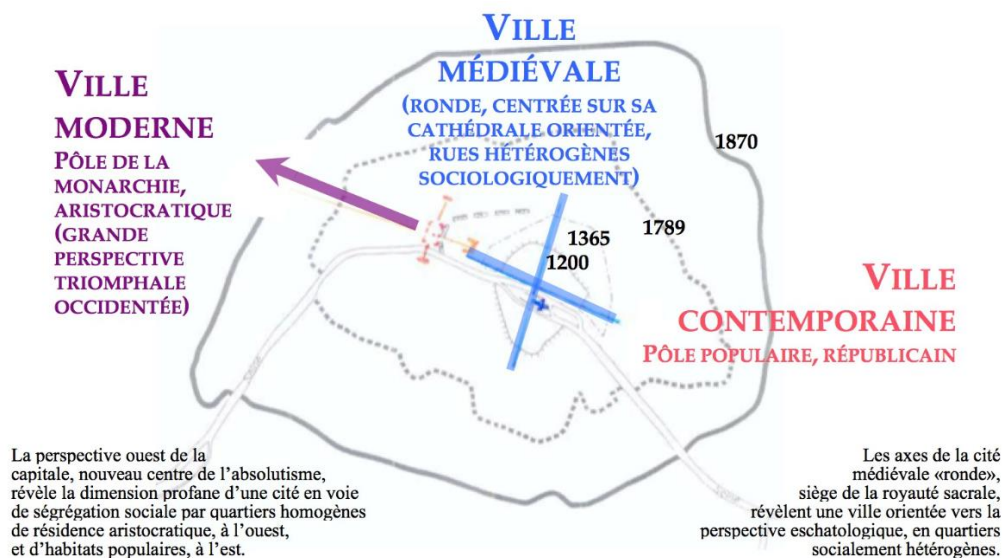 VILLE
MÉDIÉVALE
(RONDE, CENTRÉE SUR SA
CATHÉDRALE ORIENTÉE,
RUES HÉTÉROGÈNES
SOCIOLOGIQUEMENT)
VILLE
MODERNE
PÔLE DE LA
MONARCHIE,
ARISTOCRATIQUE
(GRANDE
PERSPECTIVE
TRIOMPHALE
OCCIDENTÉE)
1870
1789
1365
1200
VILLE
CONTEMPORAINE
PÔLE POPULAIRE, RÉPUBLICAIN
La perspective ouest de la
capitale, nouveau centre de l’absolutisme,
révèle la dimension profane d’une cité en voie
de ségrégation sociale par quartiers homogènes
de résidence aristocratique, à l’ouest,
et d’habitats populaires, à l’est.
Les axes de la cité
médiévale «ronde»,
siège de la royauté sacrale,
révèlent une ville orientée vers la
perspective eschatologique, en quartiers
socialement hétérogènes.